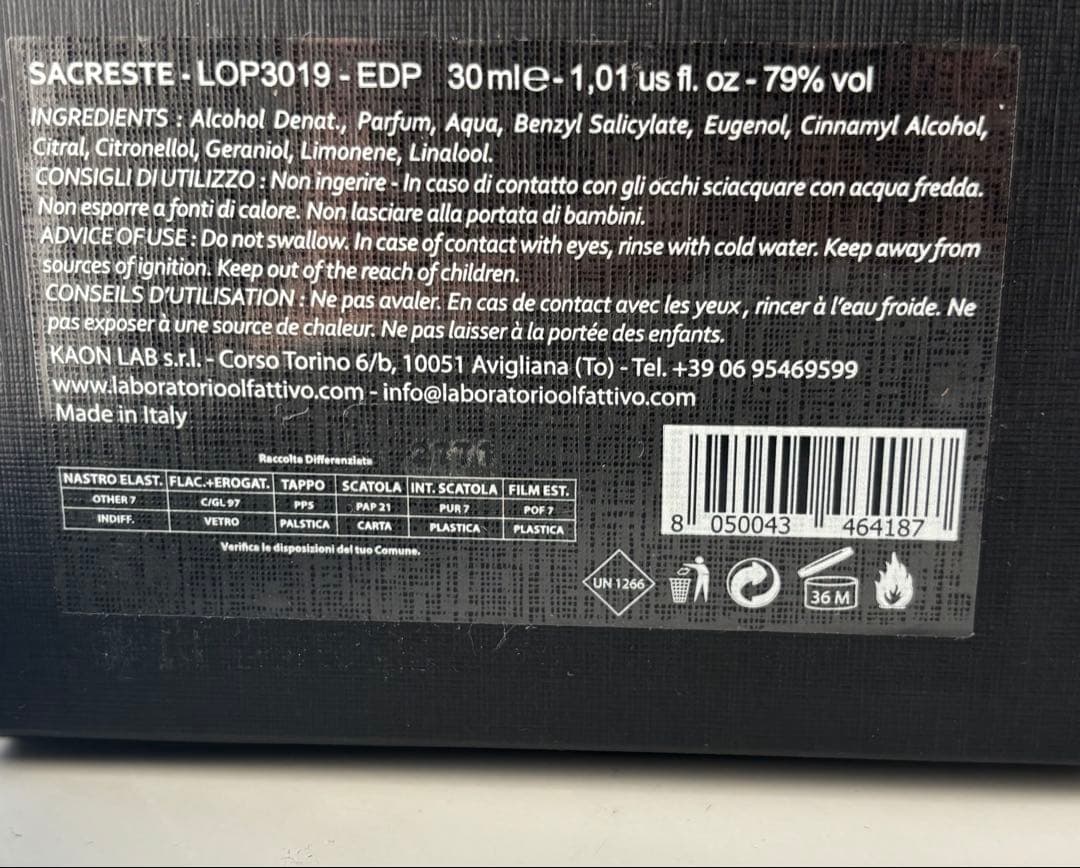 SACRESTE - LOP3019 - EDP 30 mle - 1,01 us fl. oz - 79% vol
INGREDIENTS : Alcohol Denat., Parfum, Aqua, Benzyl Salicylate, Eugenol, Cinnamyl Alcohol,
Citral, Citronellol, Geraniol, Limonene, Linalool.
CONSIGLI DI UTILIZZO : Non ingerire - In caso di contatto con gli occhi sciacquare con acqua fredda.
Non esporre a fonti di calore. Non lasciare alla portata di bambini.
ADVICE OF USE : Do not swallow. In case of contact with eyes, rinse with cold water. Keep away from
sources of ignition. Keep out of the reach of children.
CONSEILS D'UTILISATION : Ne pas avaler. En cas de contact avec les yeux, rincer à l'eau froide. Ne
pas exposer à une source de chaleur. Ne pas laisser à la portée des enfants.
KAON LAB s.r.l. - Corso Torino 6/b, 10051 Avigliana (To) - Tel. +39 06 95469599
www.laboratorioolfattivo.com - info@laboratorioolfattivo.com
Made in Italy
Raccolta Differenziata
NASTRO ELAST. FLAC.+EROGAT. TAPPO SCATOLA INT. SCATOLA FILM EST.
OTHER 7 C/GL 97 PP5 PAP 21 PUR 7 POF 7
INDIFF. VETRO PALSTICA CARTA PLASTICA PLASTICA
Verifica le disposizioni del tuo Comune.
8 050043 464187
UN 1266
36 M